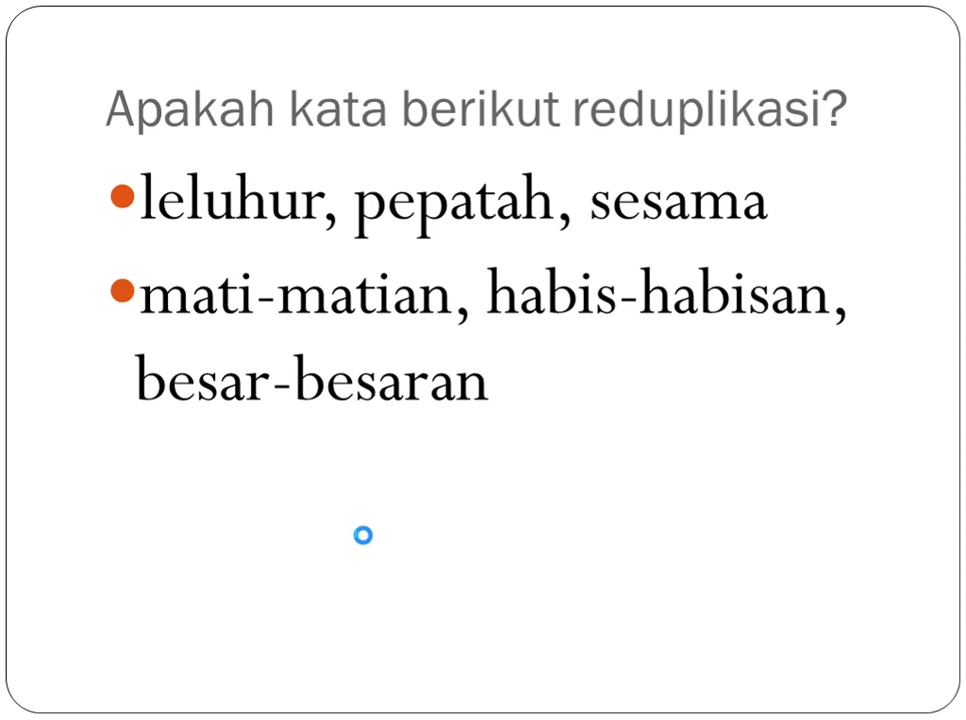 Apakah kata berikut reduplikasi?
•leluhur, pepatah, sesama
•mati-matian, habis-habisan,
besar-besaran